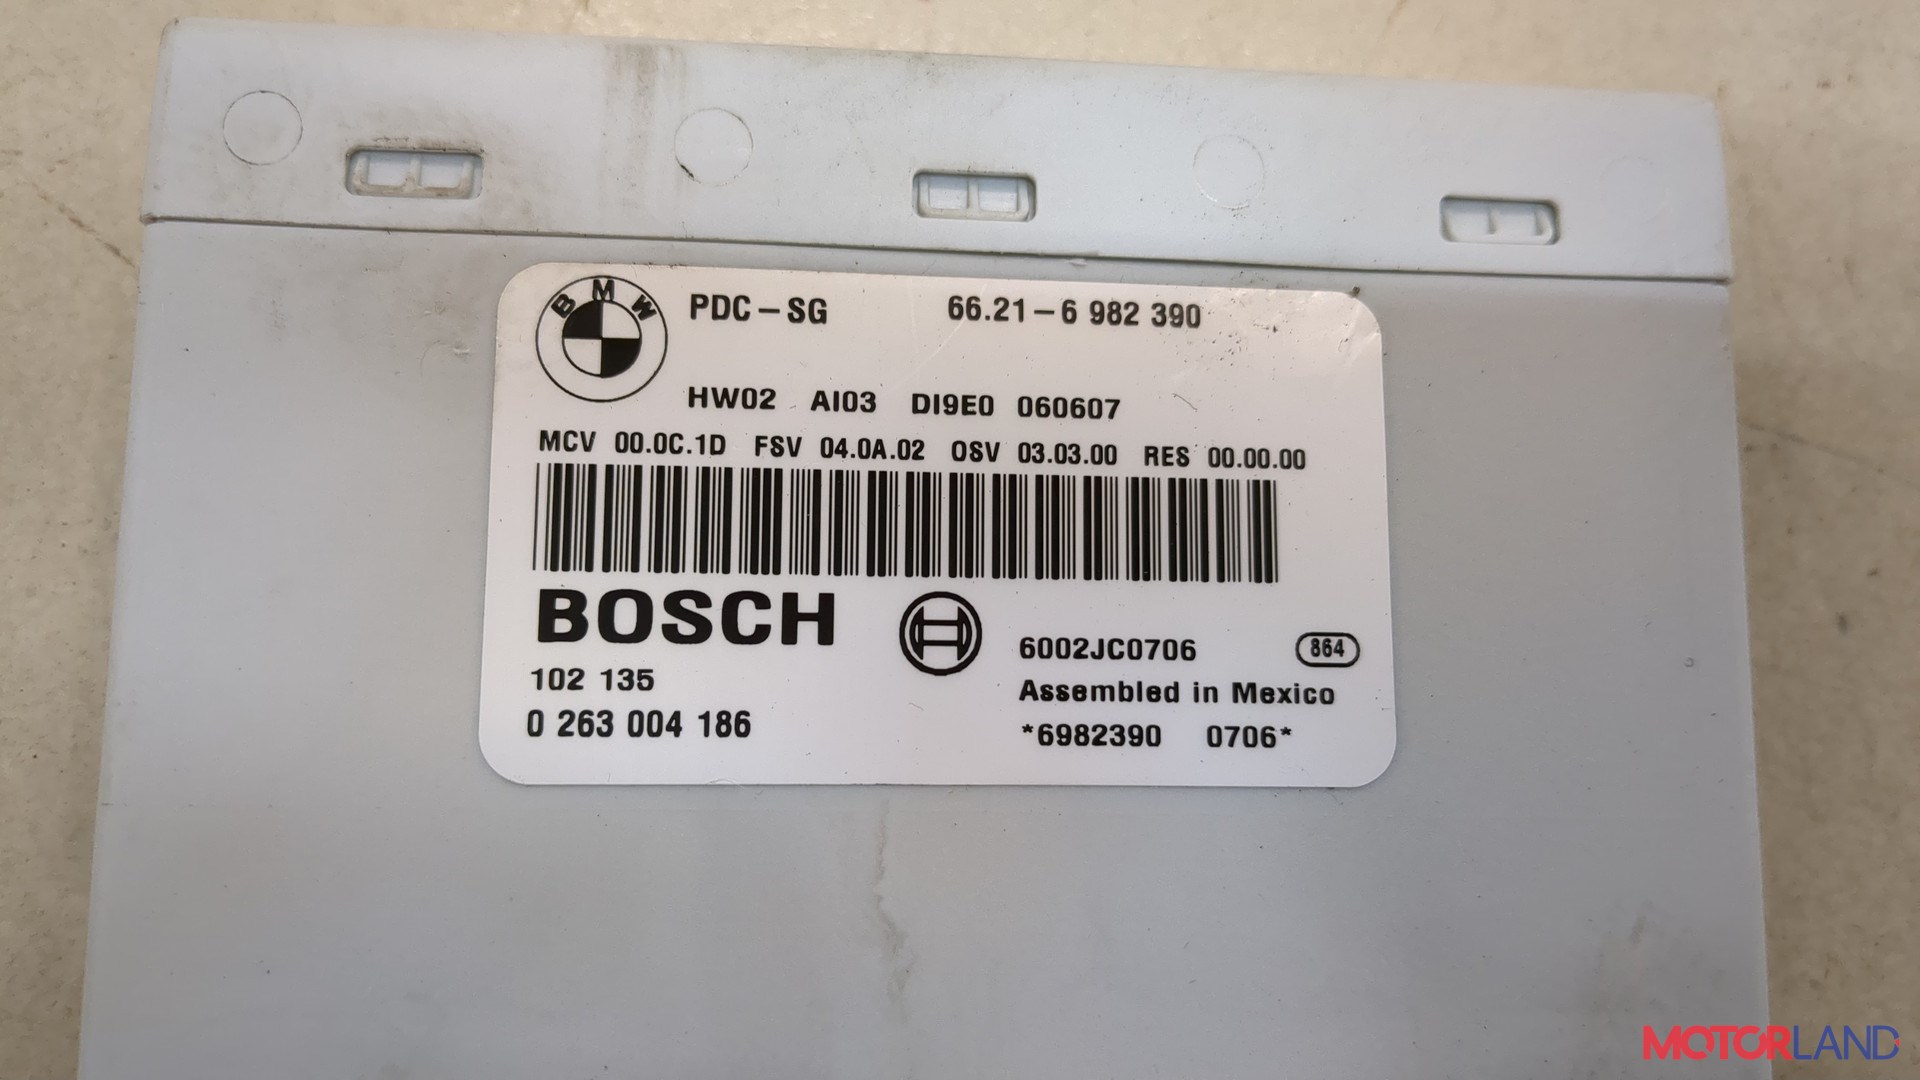 BMW
PDC-SG 66.21-6 982 390
HW02 AI03 DI9E0 060607
MCV 00.0C.1D FSV 04.0A.02 OSV 03.03.00 RES 00.00.00
BOSCH
6002JC0706 864
102 135
Assembled in Mexico
0 263 004 186
*6982390 0706*
MOTORLAND